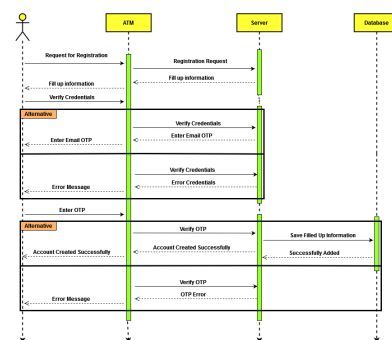 ATM
Server
Database
Request for Registration
Registration Request
Fill up information
Fill up information
Verify Credentials
Alternative
Verify Credentials
Enter Email OTP
Enter Email OTP
Verify Credentials
Error Credentials
Error Message
Enter OTP
Alternative
Verify OTP
Save Filled Up Information
Account Created Successfully
Account Created Successfully
Successfully Added
Verify OTP
OTP Error
Error Message